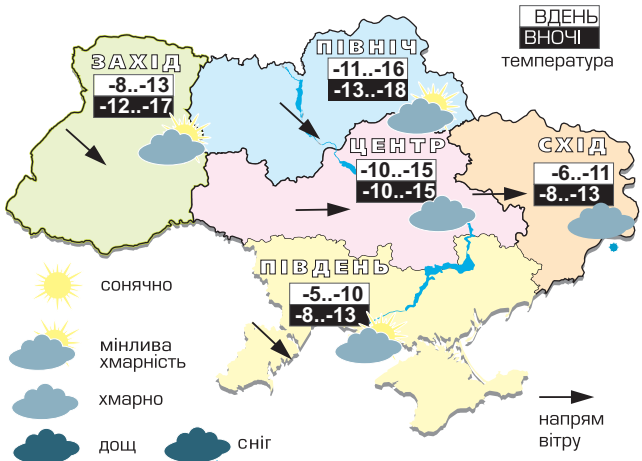 ВДЕНЬ
ВНОЧІ
температура
ПІВНІЧ
-11..-16
-13..-18
ЗАХІД
-8..-13
-12..-17
ЦЕНТР
-10..-15
-10..-15
СХІД
-6..-11
-8..-13
ПІВДЕНЬ
-5..-10
-8..-13
сонячно
мінлива
хмарність
хмарно
дощ
сніг
напрям
вітру